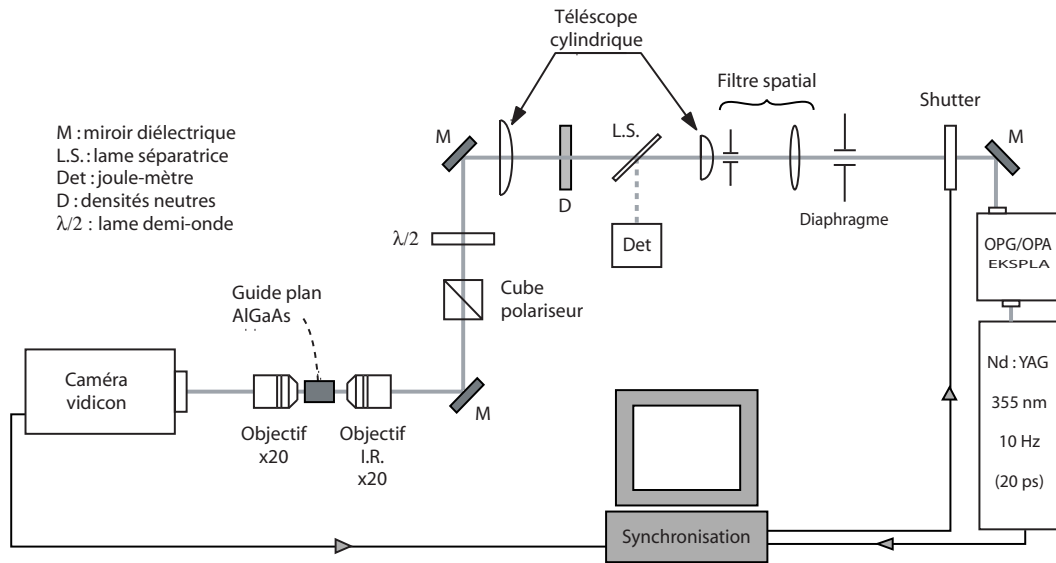 Téléscope
cylindrique
Filtre spatial
Shutter
M
L.S.
M
M : miroir diélectrique
L.S. : lame séparatrice
Det : joule-mètre
D : densités neutres
λ/2 : lame demi-onde
D
Diaphragme
λ/2
Det
OPG/OPA
EKSPLA
Guide plan
AlGaAs
Cube
polariseur
Caméra
vidicon
M
Nd : YAG
355 nm
10 Hz
(20 ps)
Objectif
x20
Objectif
I.R.
x20
Synchronisation